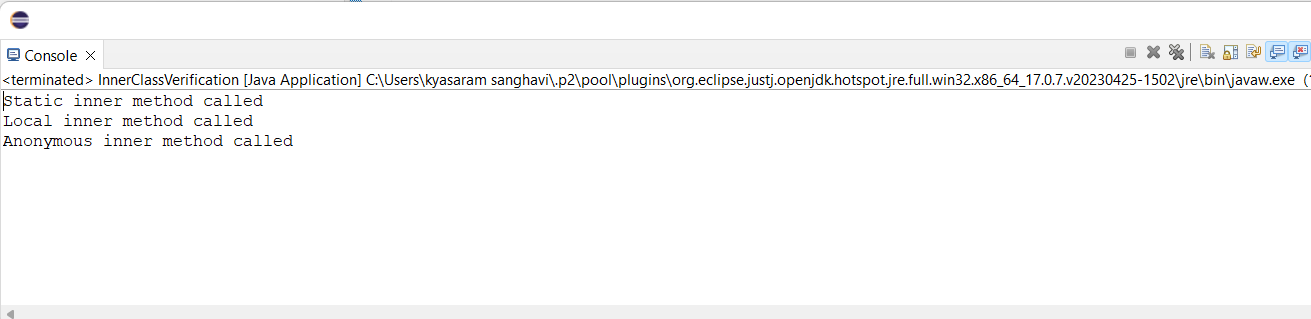 Console
<terminated> InnerClassVerification [Java Application] C:\Users\kyasaram sanghavi\.p2\pool\plugins\org.eclipse.justj.openjdk.hotspot.jre.full.win32.x86_64_17.0.7.v20230425-1502\jre\bin\javaw.exe (
Static inner method called
Local inner method called
Anonymous inner method called